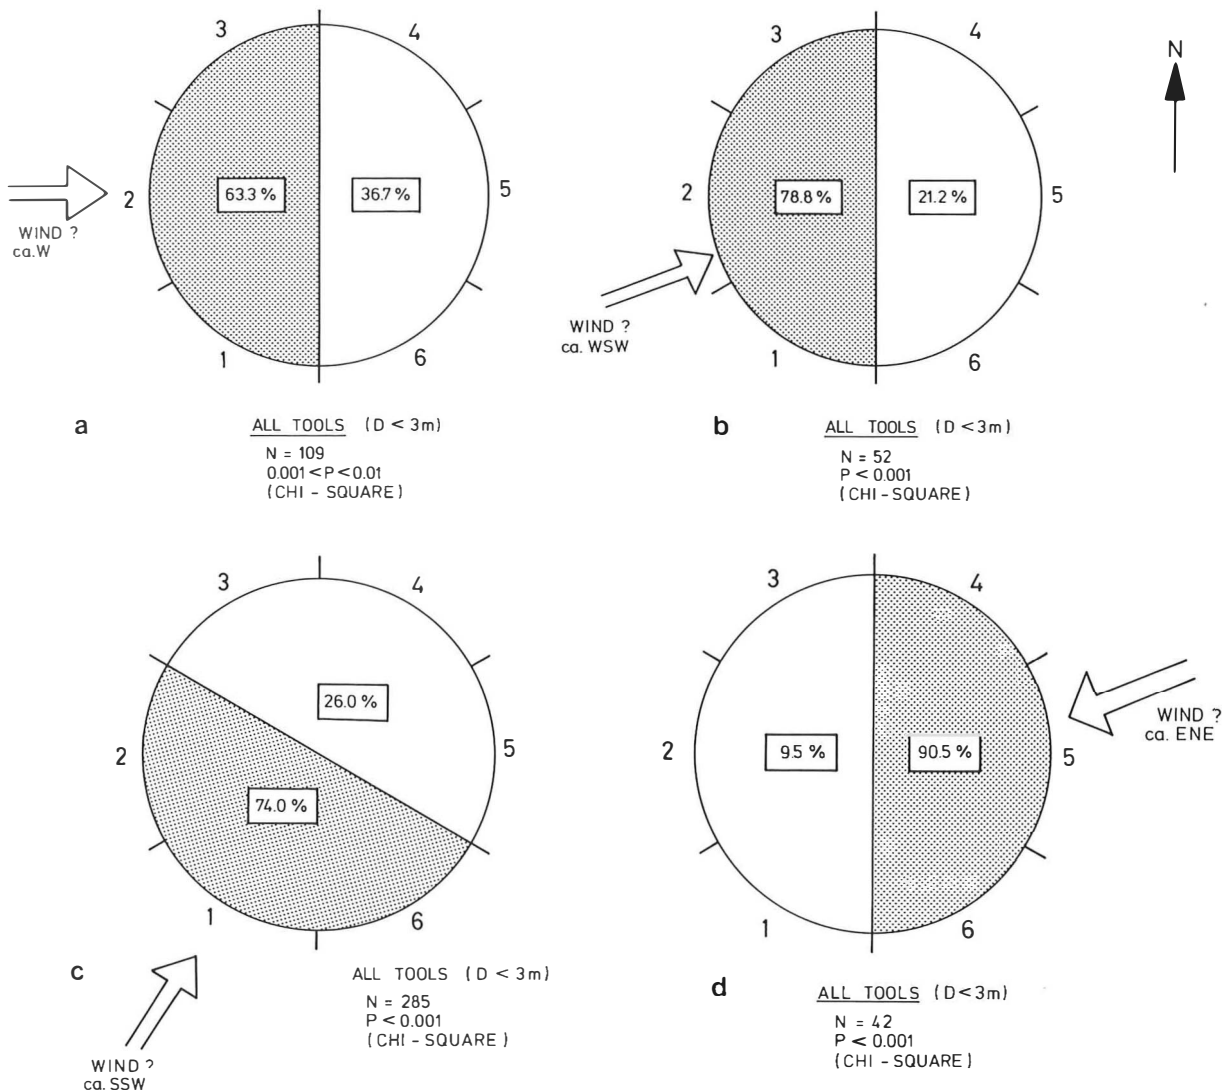 3
4
2
5
1
6
63.3 %
36.7 %
WIND ?
ca. W
a
ALL TOOLS (D < 3m)
N = 109
0.001 < P < 0.01
(CHI - SQUARE)
3
4
2
5
1
6
78.8 %
21.2 %
WIND ?
ca. WSW
N
b
ALL TOOLS (D < 3m)
N = 52
P < 0.001
(CHI - SQUARE)
3
4
2
5
1
6
26.0 %
74.0 %
WIND ?
ca. SSW
c
ALL TOOLS (D < 3m)
N = 285
P < 0.001
(CHI - SQUARE)
3
4
2
5
1
6
9.5 %
90.5 %
WIND ?
ca. ENE
d
ALL TOOLS (D < 3m)
N = 42
P < 0.001
(CHI - SQUARE)